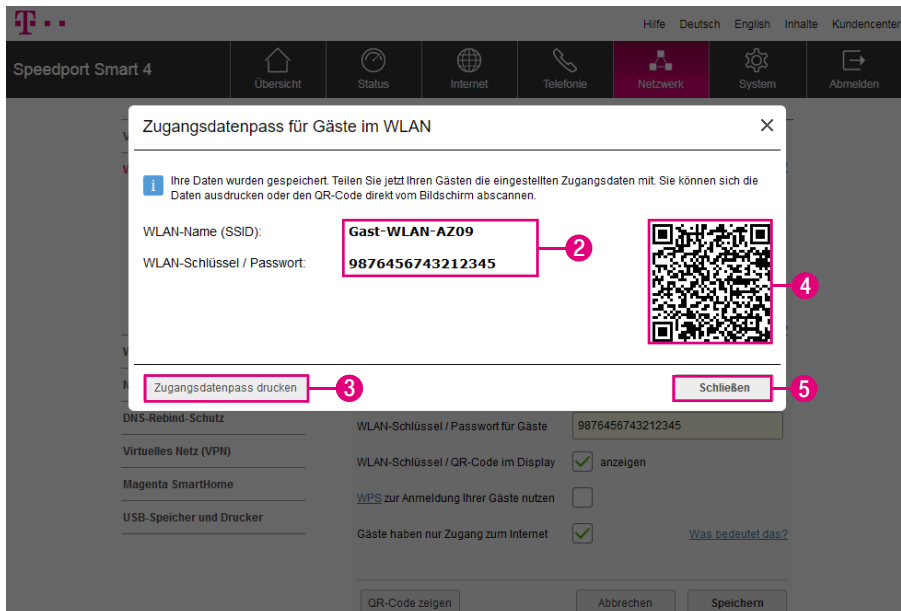 T
Hilfe Deutsch English Inhalte Kundencenter
Speedport Smart 4
Übersicht
Status
Internet
Telefonie
Netzwerk
System
Abmelden
Zugangsdatenpass für Gäste im WLAN
i
Ihre Daten wurden gespeichert. Teilen Sie jetzt Ihren Gästen die eingestellten Zugangsdaten mit. Sie können sich die
Daten ausdrucken oder den QR-Code direkt vom Bildschirm abscannen.
WLAN-Name (SSID): Gast-WLAN-AZ09
2
WLAN-Schlüssel / Passwort: 9876456743212345
4
Zugangsdatenpass drucken
3
Schließen
5
DNS-Rebind-Schutz
WLAN-Schlüssel / Passwort für Gäste 9876456743212345
Virtuelles Netz (VPN)
WLAN-Schlüssel / QR-Code im Display anzeigen
Magenta SmartHome
WPS zur Anmeldung Ihrer Gäste nutzen
USB-Speicher und Drucker
Gäste haben nur Zugang zum Internet Was bedeutet das?
QR-Code zeigen Abbrechen Speichern